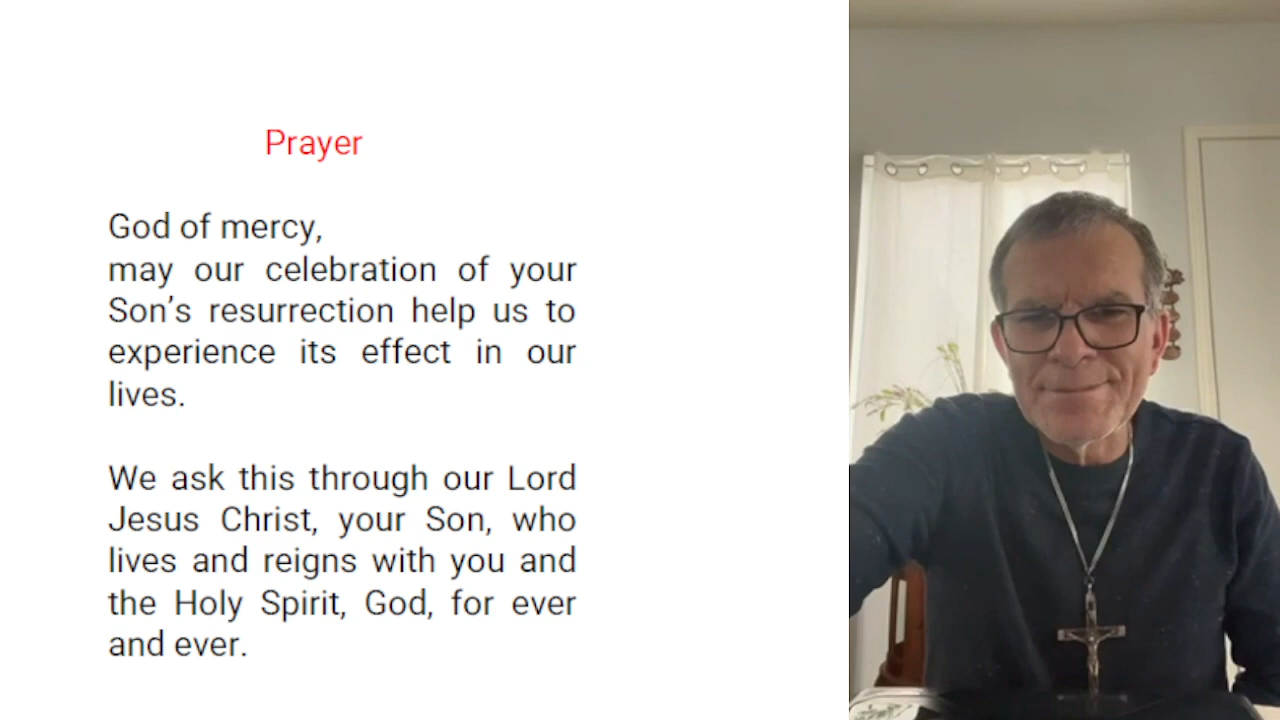 Prayer
God of mercy,
may our celebration of your
Son’s resurrection help us to
experience its effect in our
lives.
We ask this through our Lord
Jesus Christ, your Son, who
lives and reigns with you and
the Holy Spirit, God, for ever
and ever.